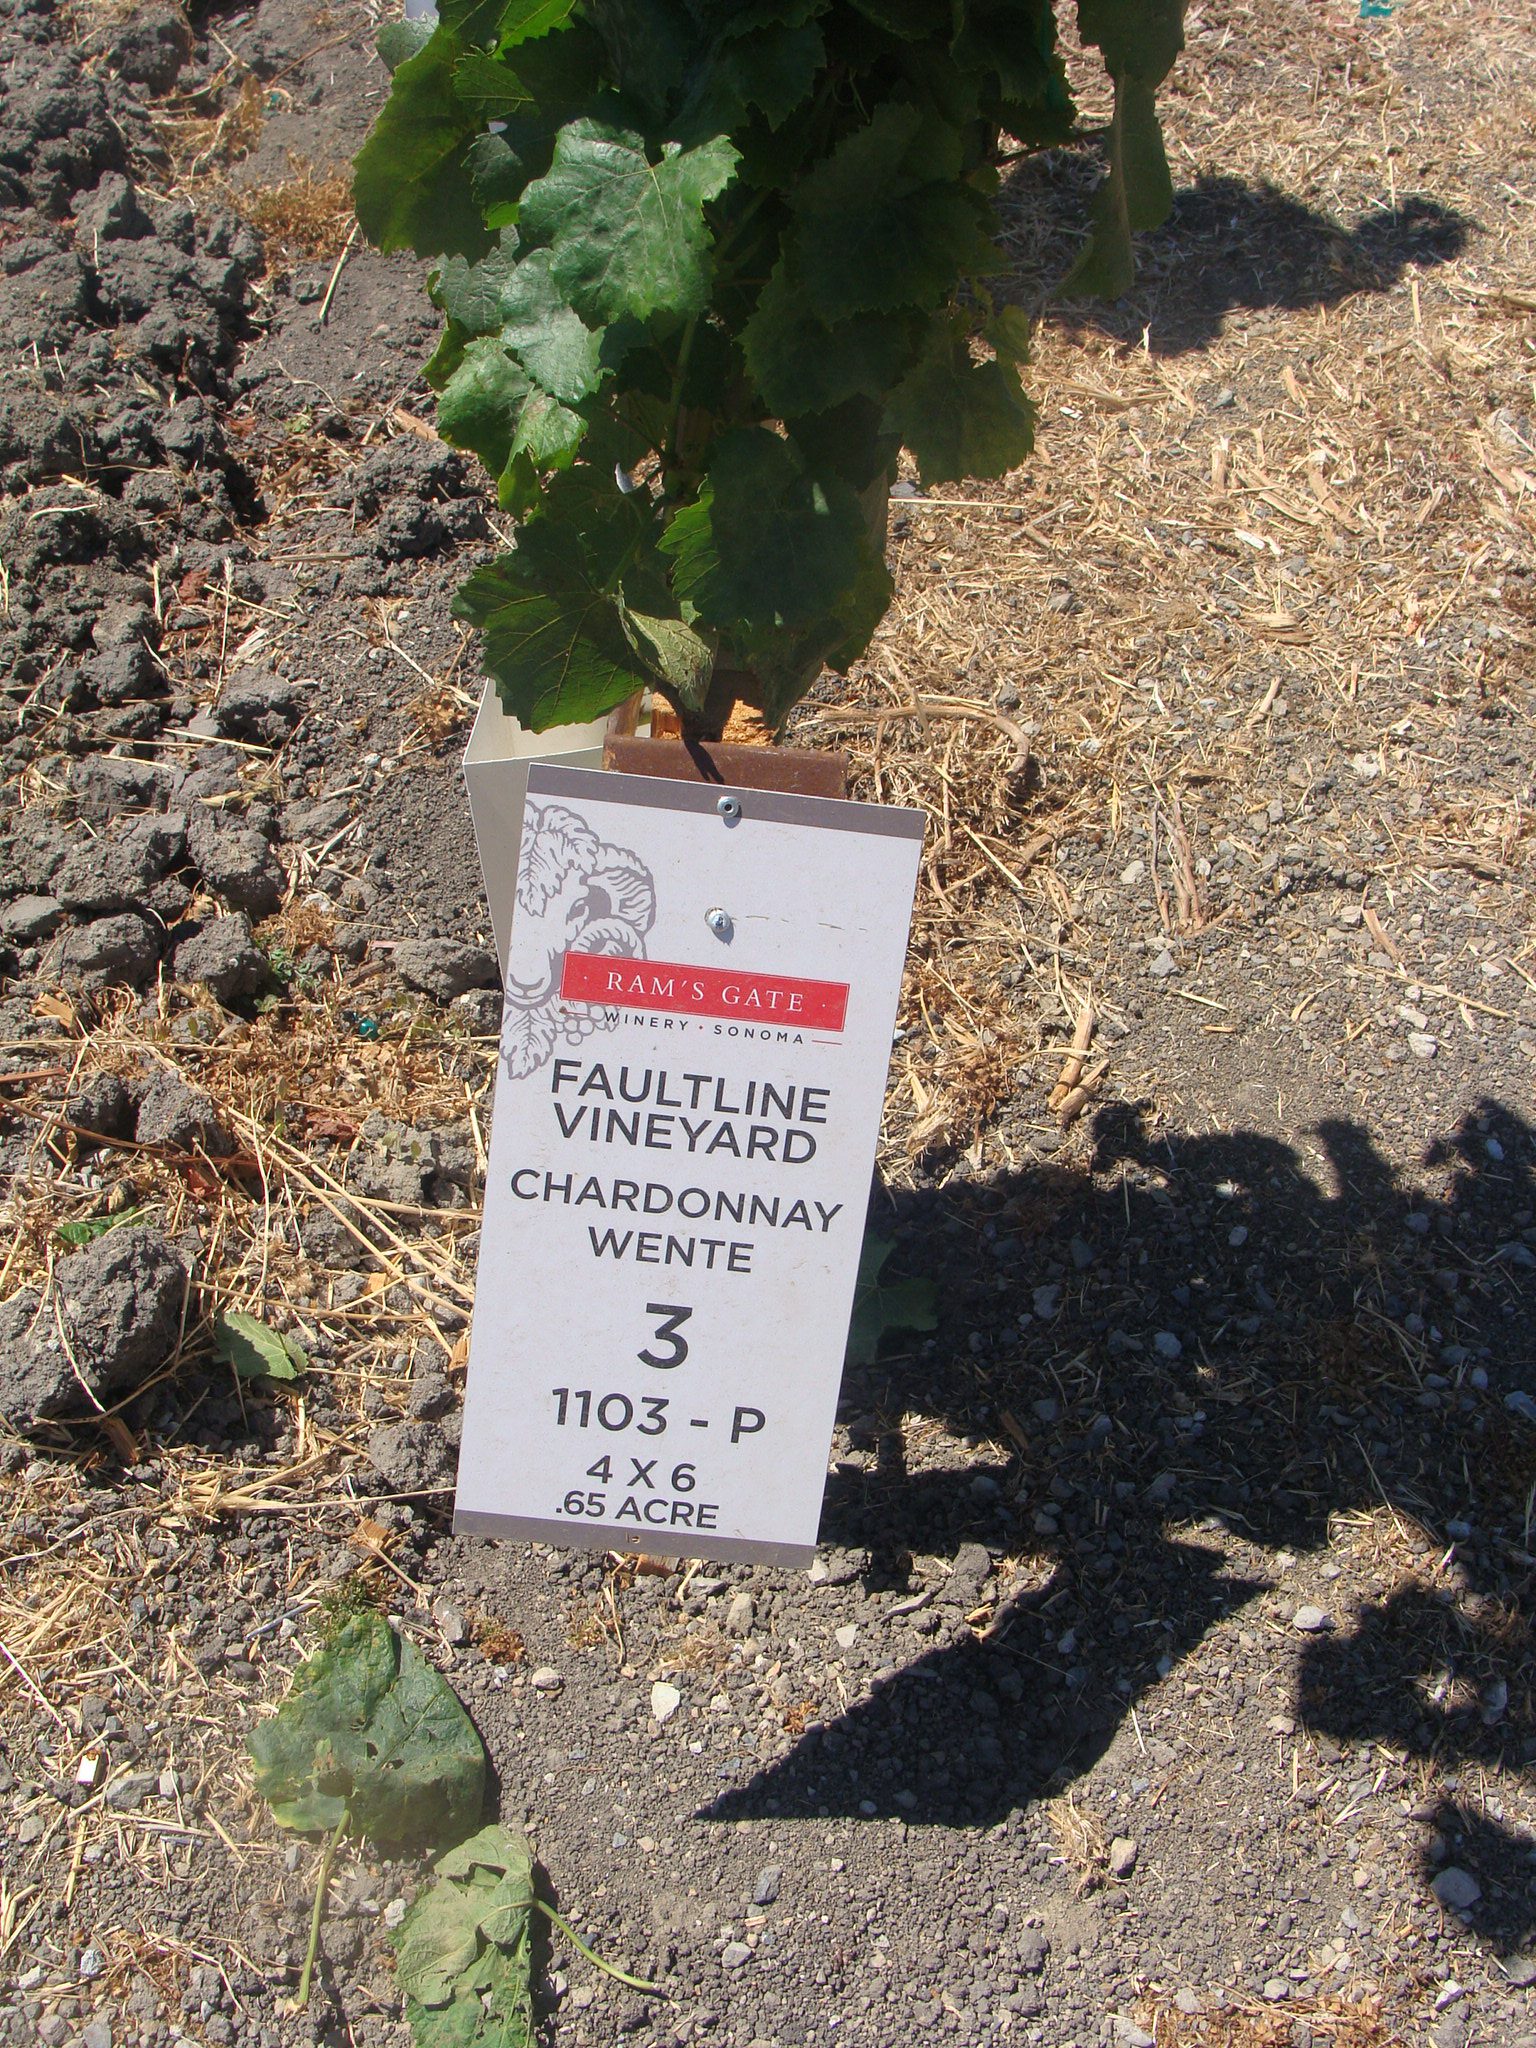 · RAM'S GATE ·
WINERY • SONOMA
FAULTLINE
VINEYARD
CHARDONNAY
WENTE
3
1103 - P
4 X 6
.65 ACRE